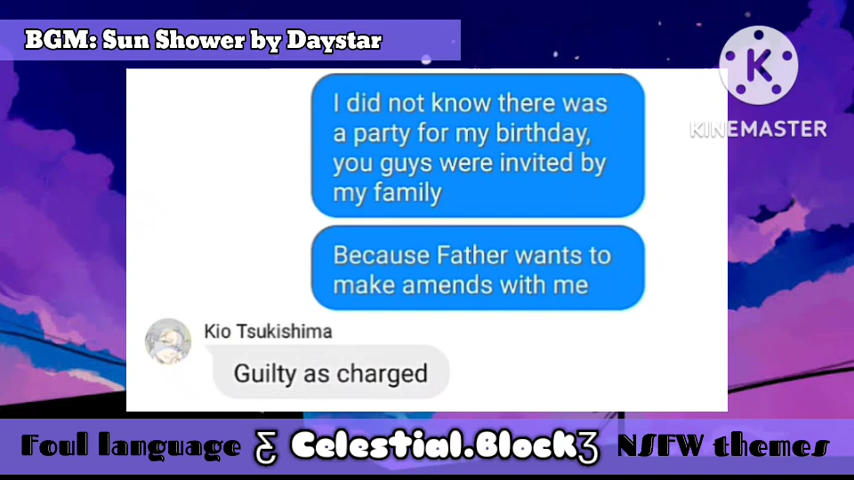 BGM: Sun Shower by Daystar
K
KINEMASTER
I did not know there was
a party for my birthday,
you guys were invited by
my family
Because Father wants to
make amends with me
Kio Tsukishima
Guilty as charged
Foul language Ƹ Celestial.BlockƷ NSFW themes